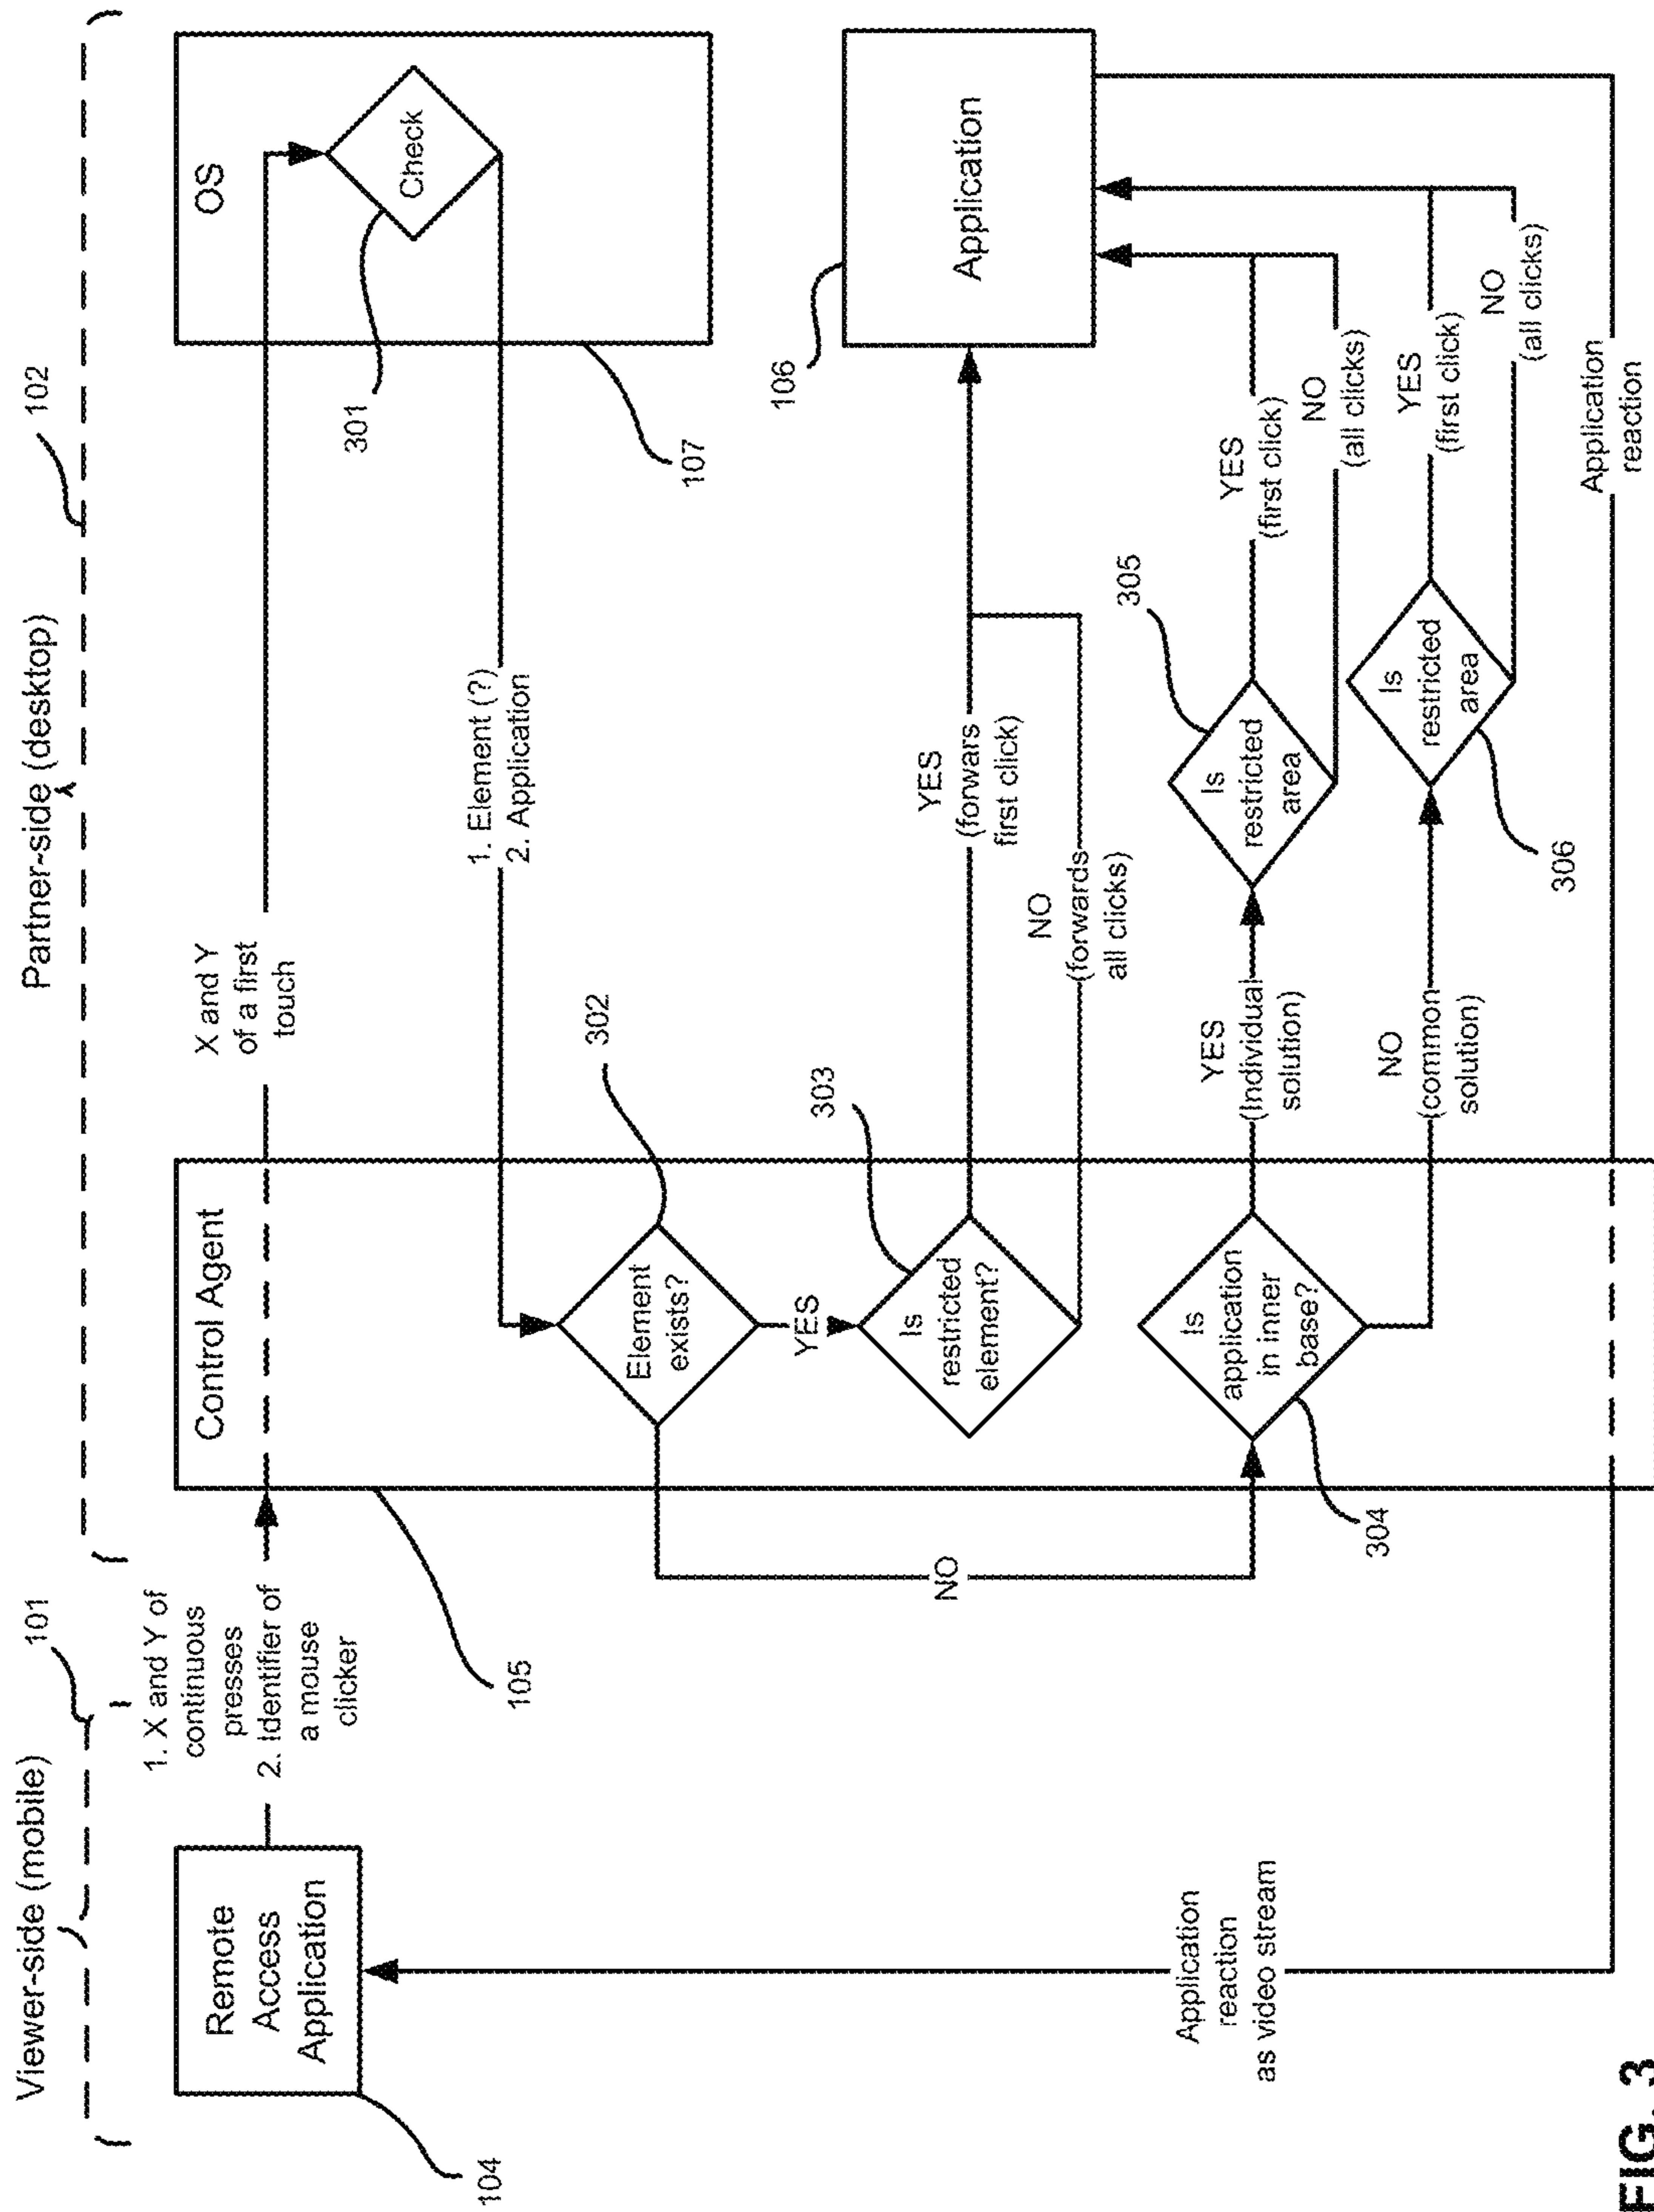 Viewer-side (mobile)
101
Partner-side (desktop)
102
Remote
Access
Application
104
1. X and Y of
continuous
presses
2. Identifier of
a mouse
clicker
Control Agent
105
X and Y
of a first
touch
OS
Check
301
107
1. Element (?)
2. Application
Element
exists?
302
YES
NO
Is
restricted
element?
303
YES
(forwars
first click)
NO
(forwards
all clicks)
Application
106
Is
application
in inner
base?
304
YES
(Individual
solution)
NO
(common
solution)
Is
restricted
area
305
YES
(first click)
NO
(all clicks)
Is
restricted
area
306
YES
(first click)
NO
(all clicks)
Application
reaction
Application
reaction
as video stream
FIG. 3